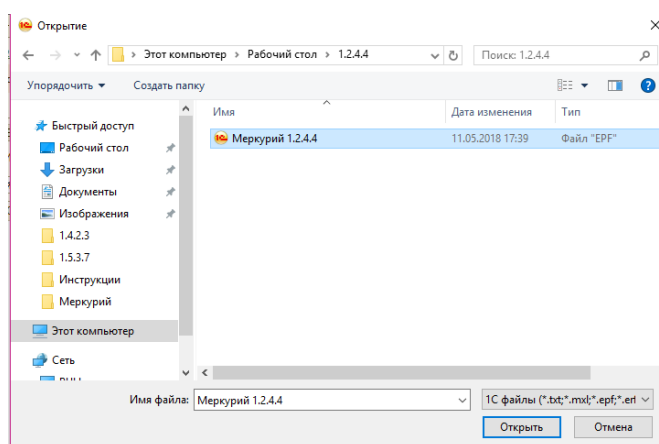 Открытие
Этот компьютер > Рабочий стол > 1.2.4.4
Поиск: 1.2.4.4
Упорядочить Создать папку
Имя Дата изменения Тип
Быстрый доступ
Меркурий 1.2.4.4 11.05.2018 17:39 Файл "EPF"
Рабочий стол
Загрузки
Документы
Изображения
1.4.2.3
1.5.3.7
Инструкции
Меркурий
Этот компьютер
Сеть
Имя файла: Меркурий 1.2.4.4
1С файлы (*.txt;*.mxl;*.epf;*.erf
Открыть Отмена